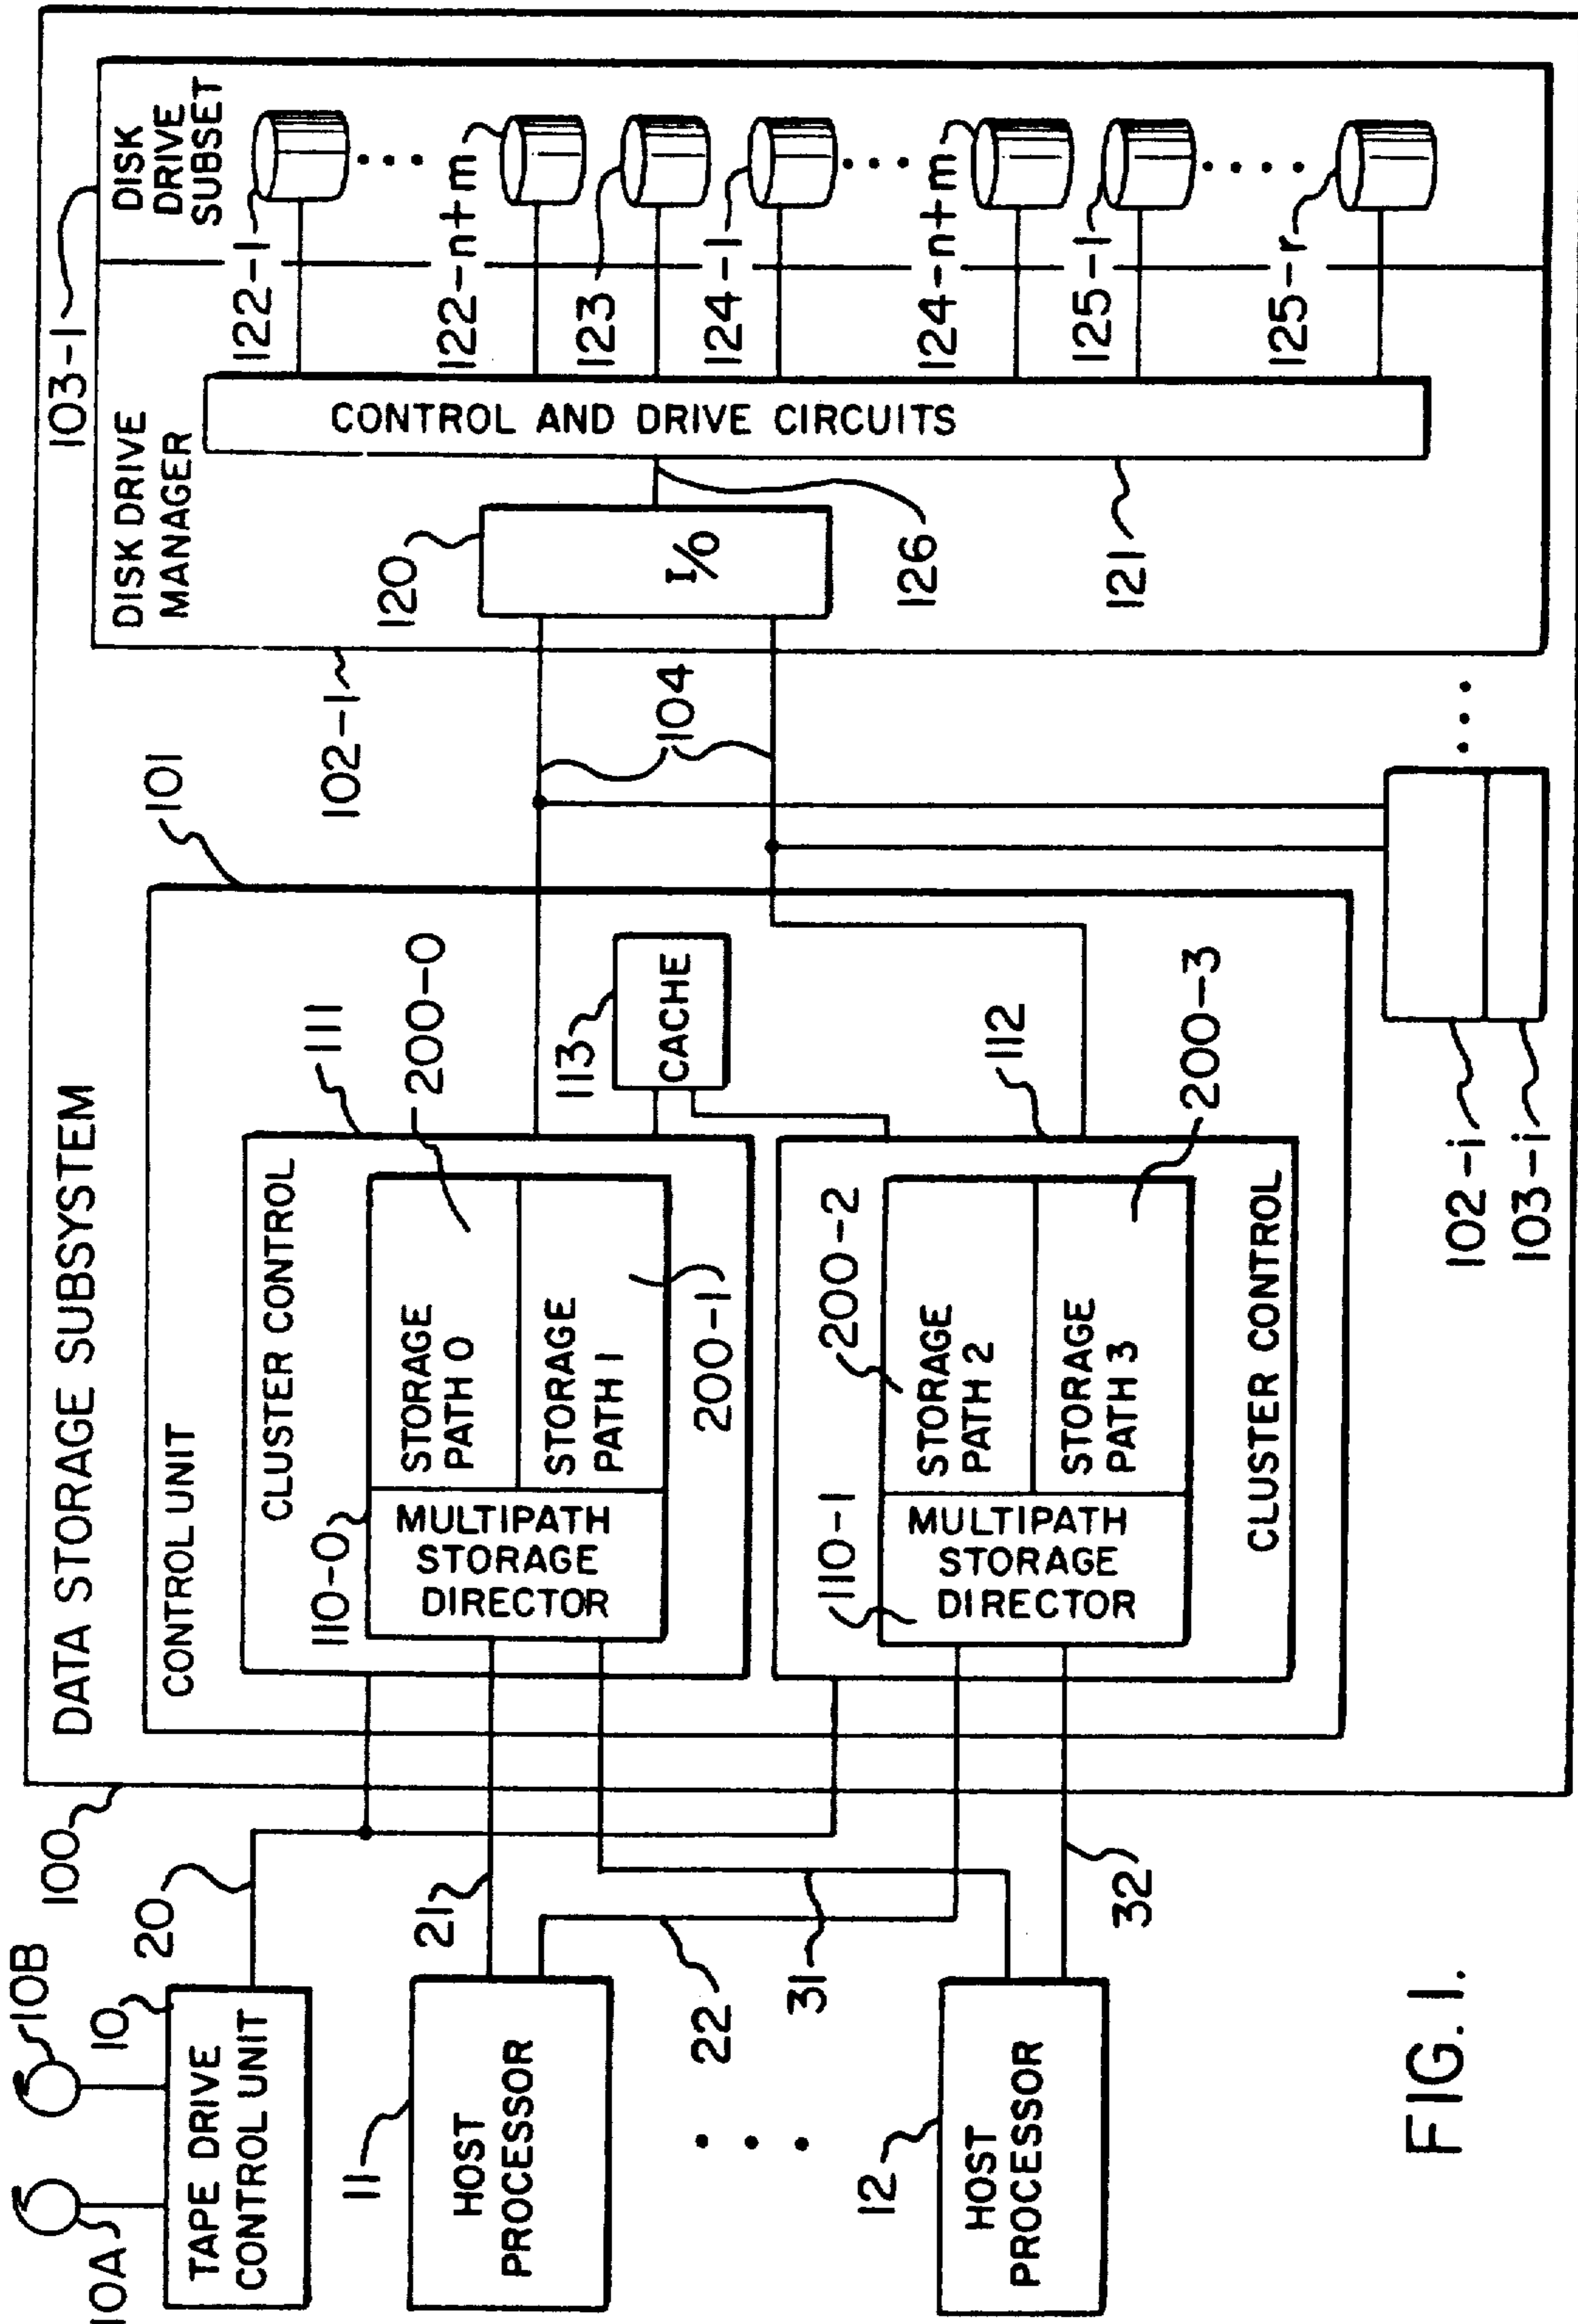 10A
10B
10
TAPE DRIVE
CONTROL UNIT
20
100
11
HOST
PROCESSOR
21
22
31
12
HOST
PROCESSOR
32
DATA STORAGE SUBSYSTEM
CONTROL UNIT
101
CLUSTER CONTROL
111
110-0
MULTIPATH
STORAGE
DIRECTOR
STORAGE
PATH 0
200-0
STORAGE
PATH 1
200-1
113
CACHE
110-1
MULTIPATH
STORAGE
DIRECTOR
200-2
STORAGE
PATH 2
STORAGE
PATH 3
200-3
112
CLUSTER CONTROL
104
102-1
102-i
103-i
DISK DRIVE
MANAGER
103-1
DISK
DRIVE
SUBSET
120
I/O
126
121
CONTROL AND DRIVE CIRCUITS
122-1
122-n+m
123
124-1
124-n+m
125-1
125-r
FIG. 1.